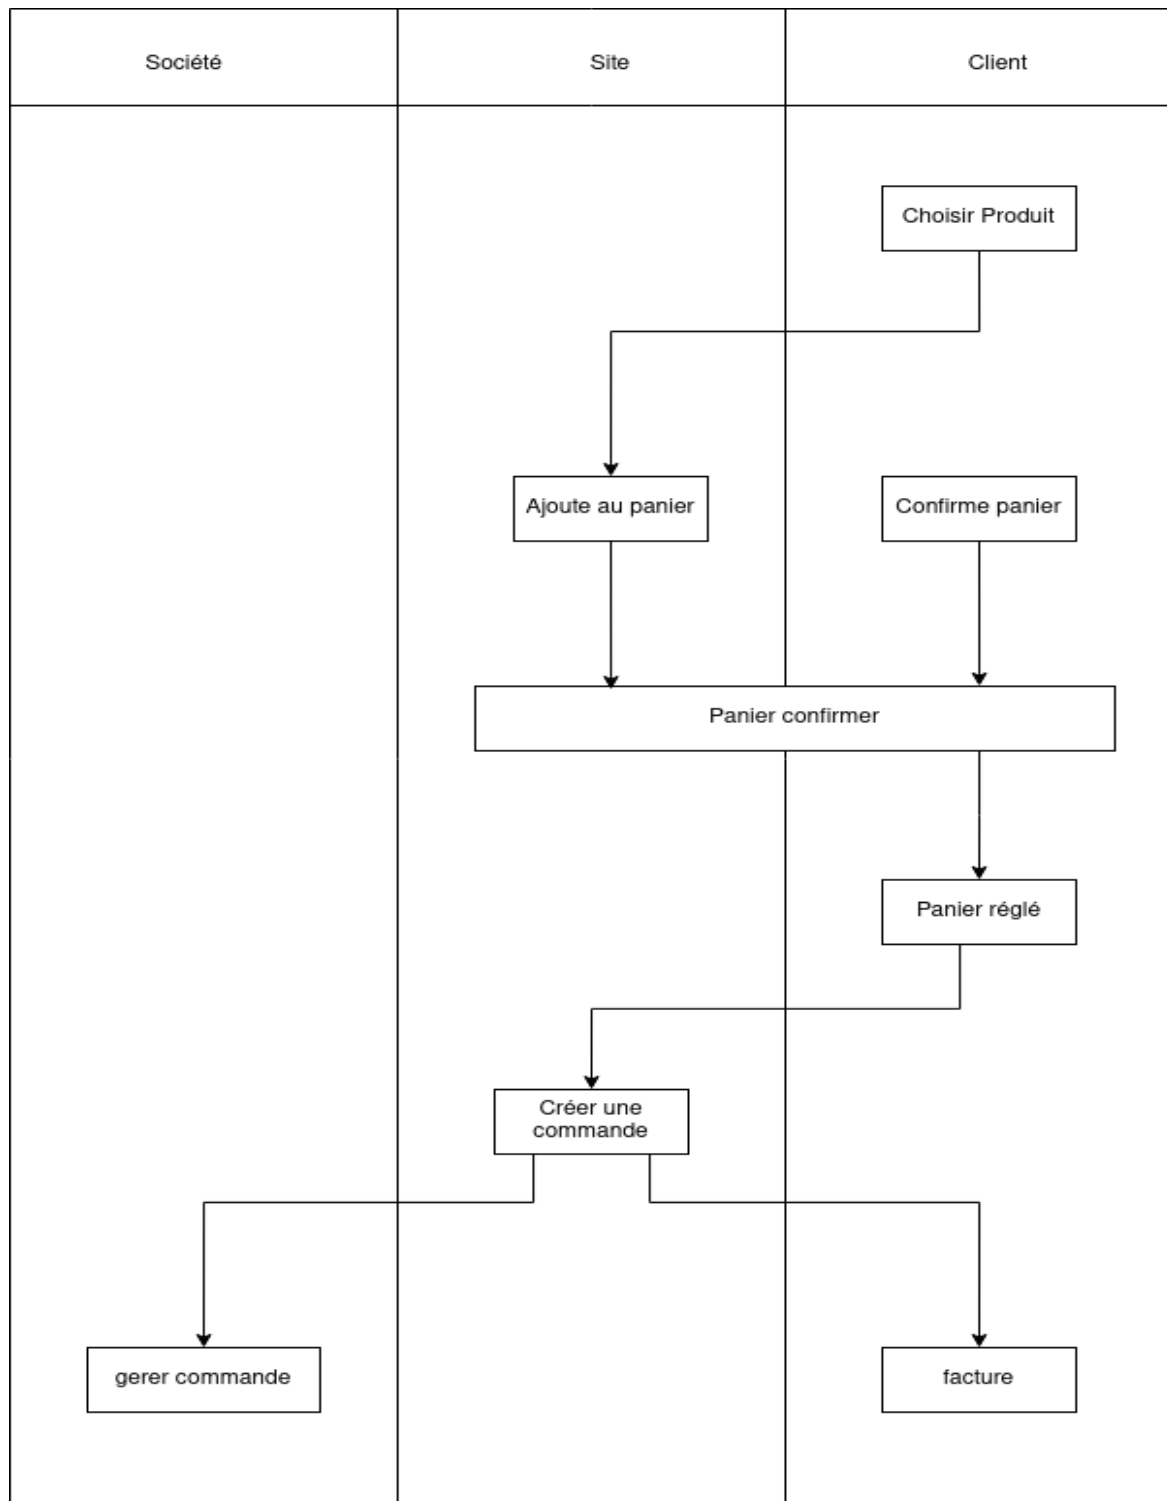 Société
Site
Client
Choisir Produit
Ajoute au panier
Confirme panier
Panier confirmer
Panier réglé
Créer une
commande
gerer commande
facture